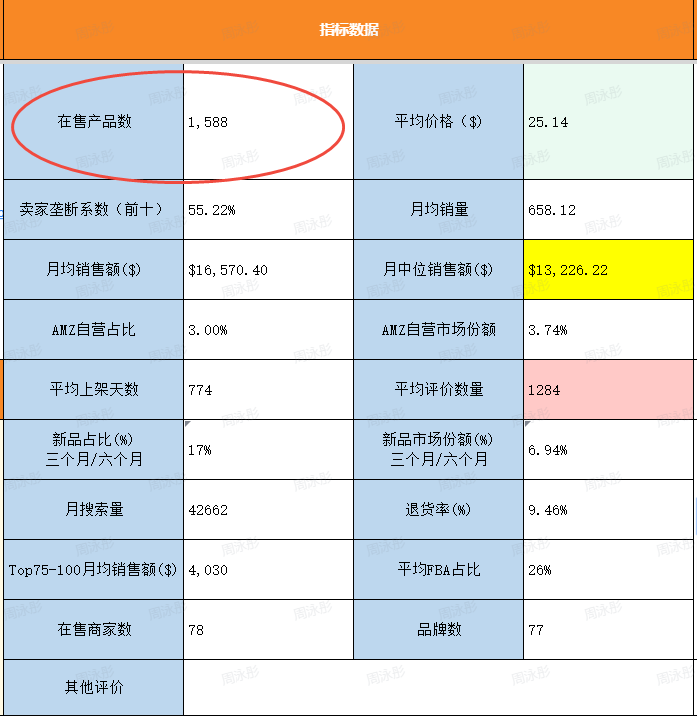 指标数据
在售产品数 1,588 平均价格($) 25.14
卖家垄断系数(前十) 55.22% 月均销量 658.12
月均销售额($) $16,570.40 月中位销售额($) $13,226.22
AMZ自营占比 3.00% AMZ自营市场份额 3.74%
平均上架天数 774 平均评价数量 1284
新品占比(%)
三个月/六个月 17% 新品市场份额(%)
三个月/六个月 6.94%
月搜索量 42662 退货率(%) 9.46%
Top75-100月均销售额($) 4,030 平均FBA占比 26%
在售商家数 78 品牌数 77
其他评价
周泳彤